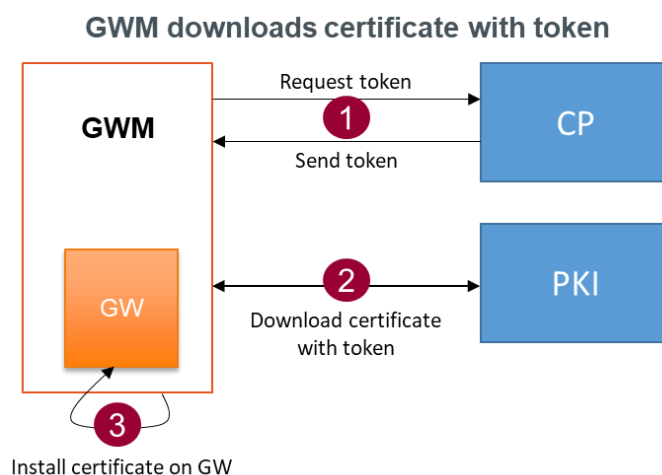 GWM downloads certificate with token
Request token
GWM
1
CP
Send token
2
PKI
GW
Download certificate
with token
3
Install certificate on GW